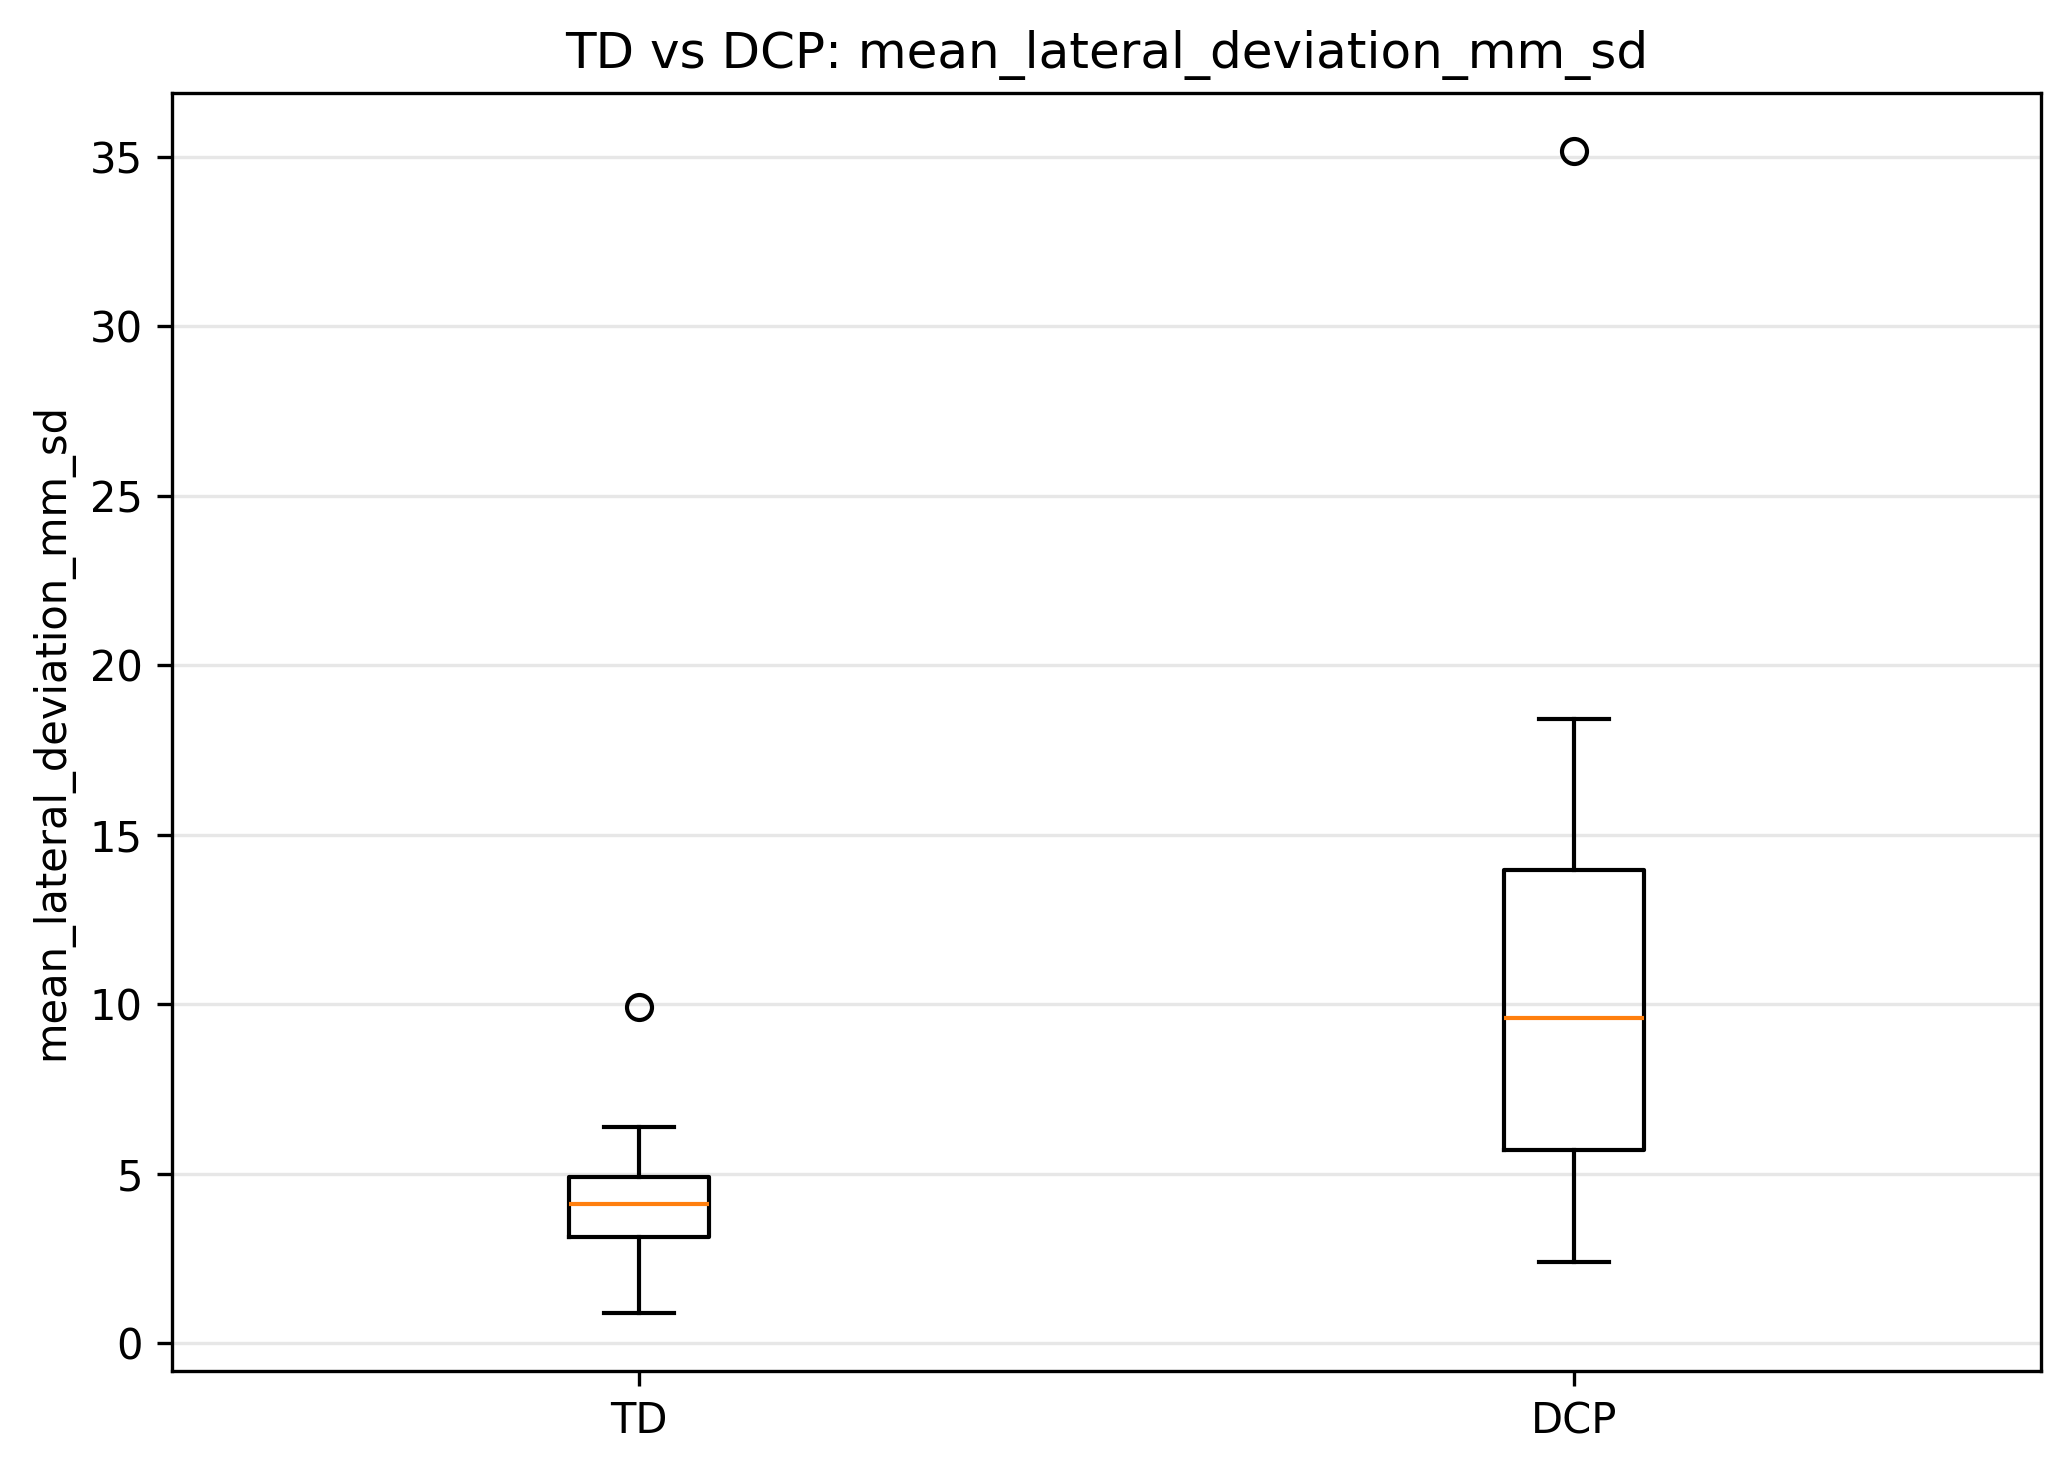 TD vs DCP: mean_lateral_deviation_mm_sd
mean_lateral_deviation_mm_sd
35
30
25
20
15
10
5
0
TD
DCP